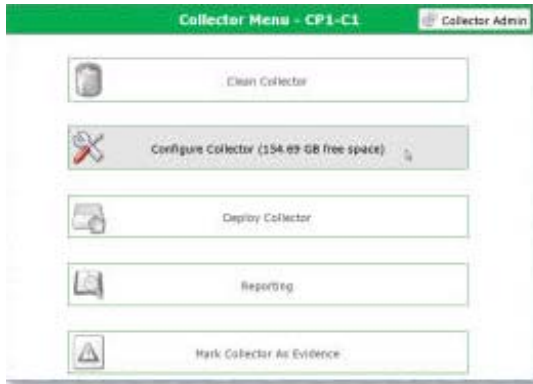 Collector Menu - CP1-C1
Collector Admin
Clean Collector
Configure Collector (154.69 GB free space)
Deploy Collector
Reporting
Mark Collector As Evidence